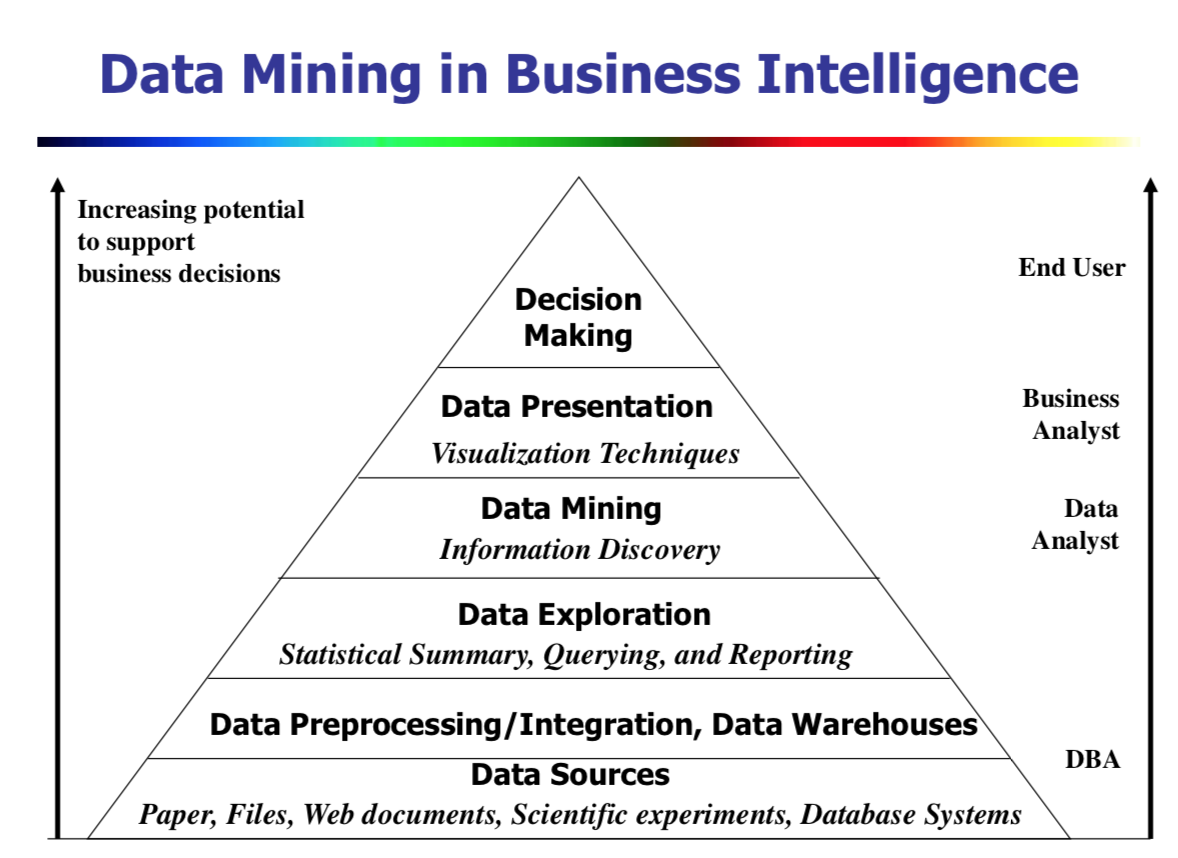 Data Mining in Business Intelligence
Increasing potential
to support
business decisions
End User
Decision
Making
Data Presentation
Visualization Techniques
Business
Analyst
Data Mining
Information Discovery
Data
Analyst
Data Exploration
Statistical Summary, Querying, and Reporting
Data Preprocessing/Integration, Data Warehouses
DBA
Data Sources
Paper, Files, Web documents, Scientific experiments, Database Systems